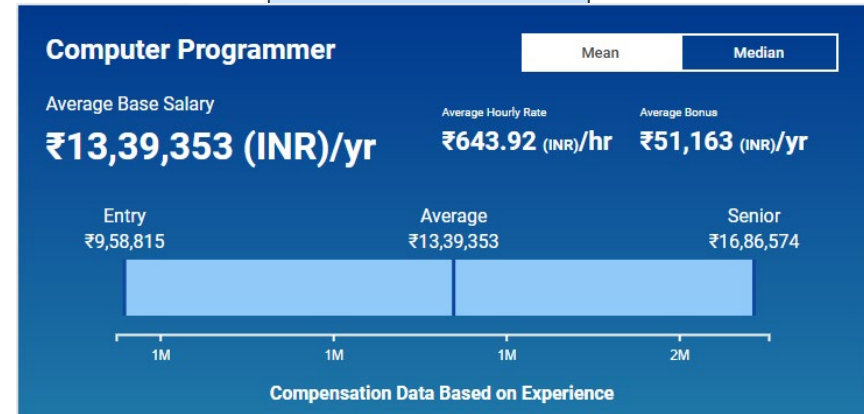 Computer Programmer
Mean
Median
Average Base Salary
₹13,39,353 (INR)/yr
Average Hourly Rate
₹643.92 (INR)/hr
Average Bonus
₹51,163 (INR)/yr
Entry
₹9,58,815
Average
₹13,39,353
Senior
₹16,86,574
1M 1M 1M 2M
Compensation Data Based on Experience